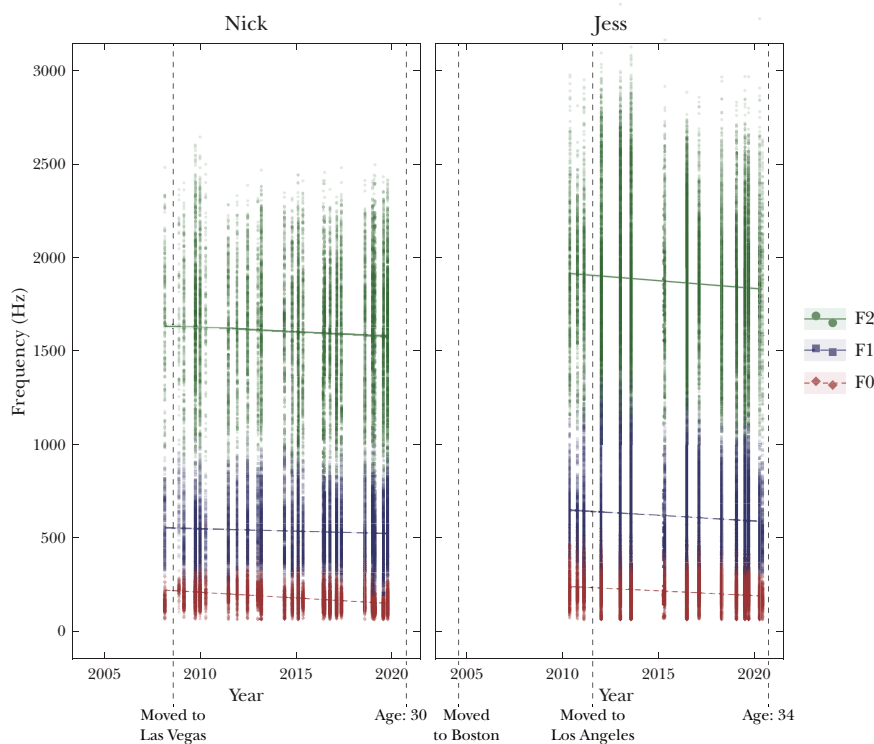 Nick
Jess
3000
2500
2000
1500
1000
500
0
Frequency (Hz)
2005
2010
2015
2020
Year
2005
2010
2015
2020
Year
Moved to
Las Vegas
Age: 30
Moved
to Boston
Moved to
Los Angeles
Age: 34
F2
F1
F0